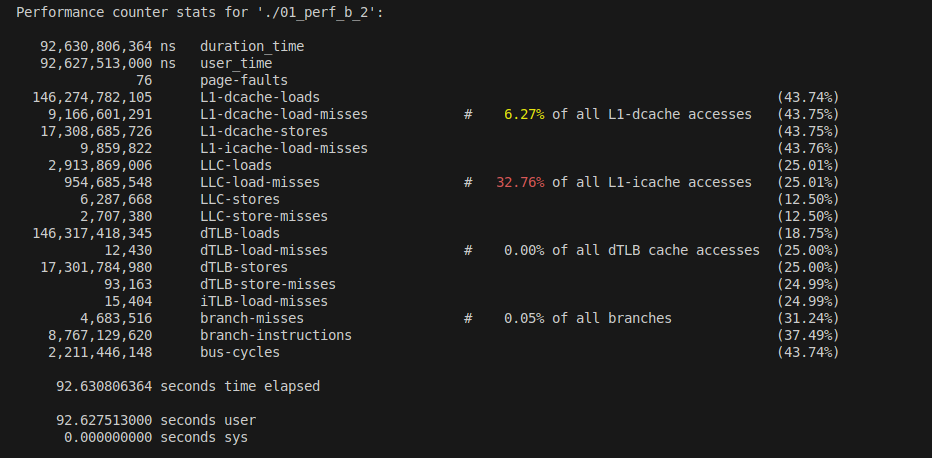 Performance counter stats for './01_perf_b_2':
92,630,806,364 ns duration_time
92,627,513,000 ns user_time
76 page-faults
146,274,782,105 L1-dcache-loads (43.74%)
9,166,601,291 L1-dcache-load-misses # 6.27% of all L1-dcache accesses (43.75%)
17,308,685,726 L1-dcache-stores (43.75%)
9,859,822 L1-icache-load-misses (43.76%)
2,913,869,006 LLC-loads (25.01%)
954,685,548 LLC-load-misses # 32.76% of all L1-icache accesses (25.01%)
6,287,668 LLC-stores (12.50%)
2,707,380 LLC-store-misses (12.50%)
146,317,418,345 dTLB-loads (18.75%)
12,430 dTLB-load-misses # 0.00% of all dTLB cache accesses (25.00%)
17,301,784,980 dTLB-stores (25.00%)
93,163 dTLB-store-misses (24.99%)
15,404 iTLB-load-misses (24.99%)
4,683,516 branch-misses # 0.05% of all branches (31.24%)
8,767,129,620 branch-instructions (37.49%)
2,211,446,148 bus-cycles (43.74%)
92.630806364 seconds time elapsed
92.627513000 seconds user
0.000000000 seconds sys